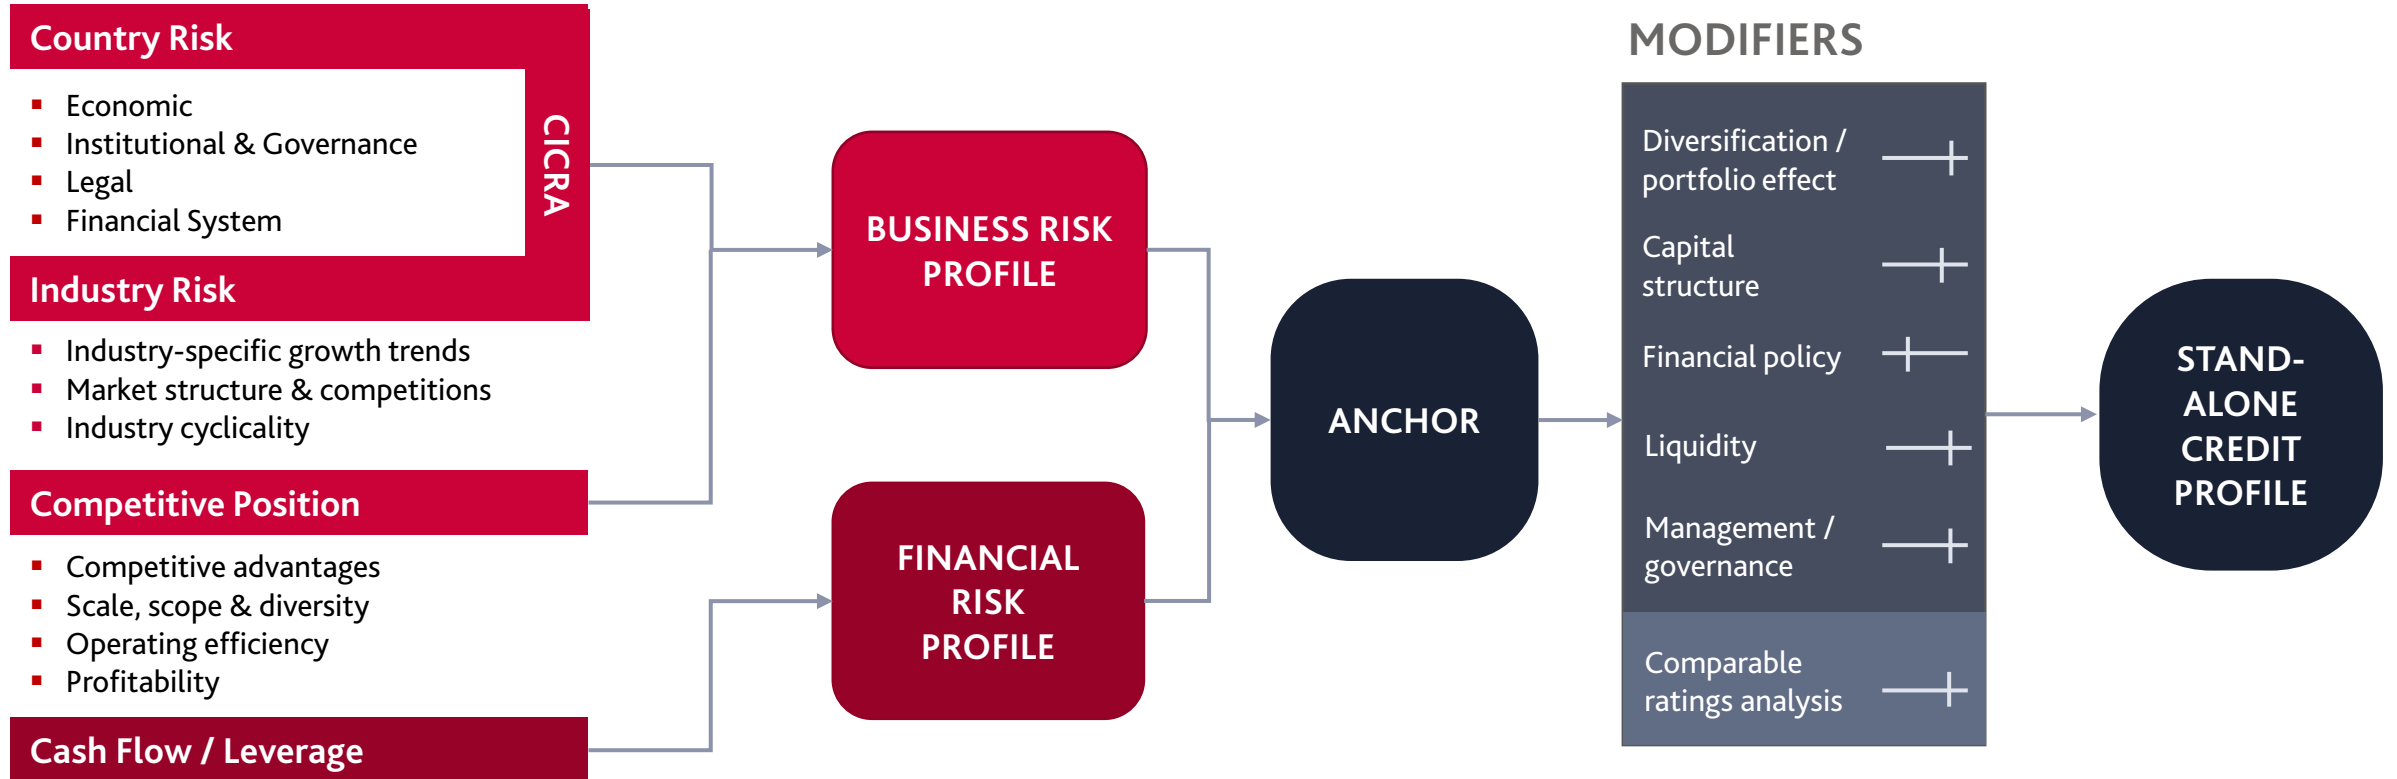 Country Risk
Economic
Institutional & Governance
Legal
Financial System
CICRA
Industry Risk
Industry-specific growth trends
Market structure & competitions
Industry cyclicality
Competitive Position
Competitive advantages
Scale, scope & diversity
Operating efficiency
Profitability
Cash Flow / Leverage
BUSINESS RISK
PROFILE
FINANCIAL
RISK
PROFILE
ANCHOR
MODIFIERS
Diversification /
portfolio effect
Capital
structure
Financial policy
Liquidity
Management /
governance
Comparable
ratings analysis
STAND-
ALONE
CREDIT
PROFILE